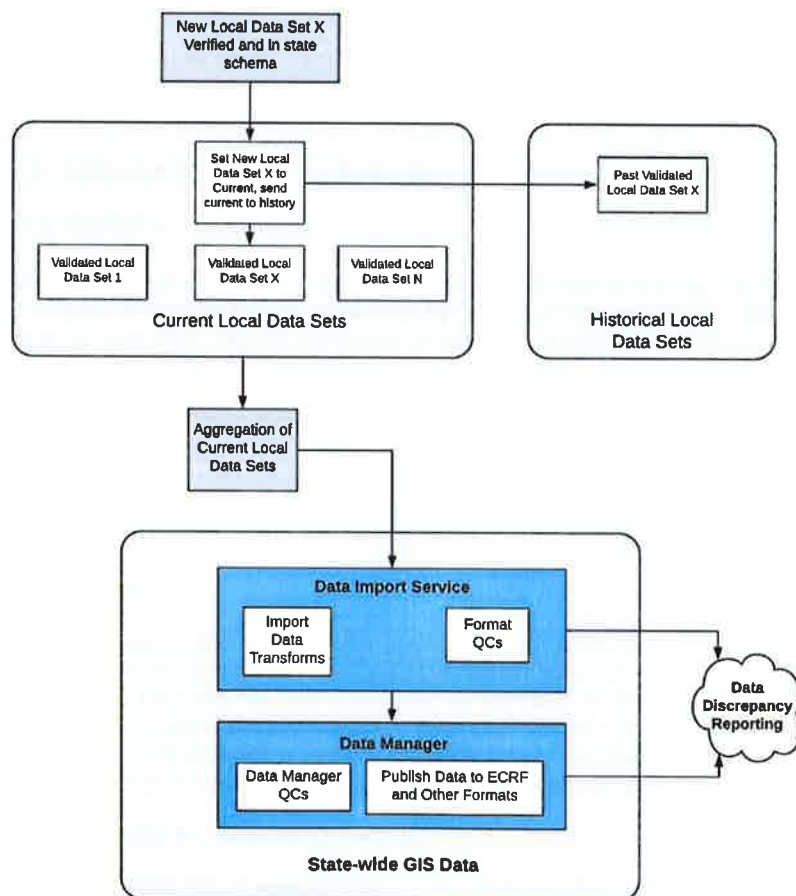 New Local Data Set X
Verified and in state
schema
Set New Local
Data Set X to
Current, send
current to history
Past Validated
Local Data Set X
Validated Local
Data Set 1
Validated Local
Data Set X
Validated Local
Data Set N
Current Local Data Sets
Historical Local
Data Sets
Aggregation of
Current Local
Data Sets
Data Import Service
Import
Data
Transforms
Format
QCs
Data
Discrepancy
Reporting
Data Manager
Data Manager
QCs
Publish Data to ECRF
and Other Formats
State-wide GIS Data